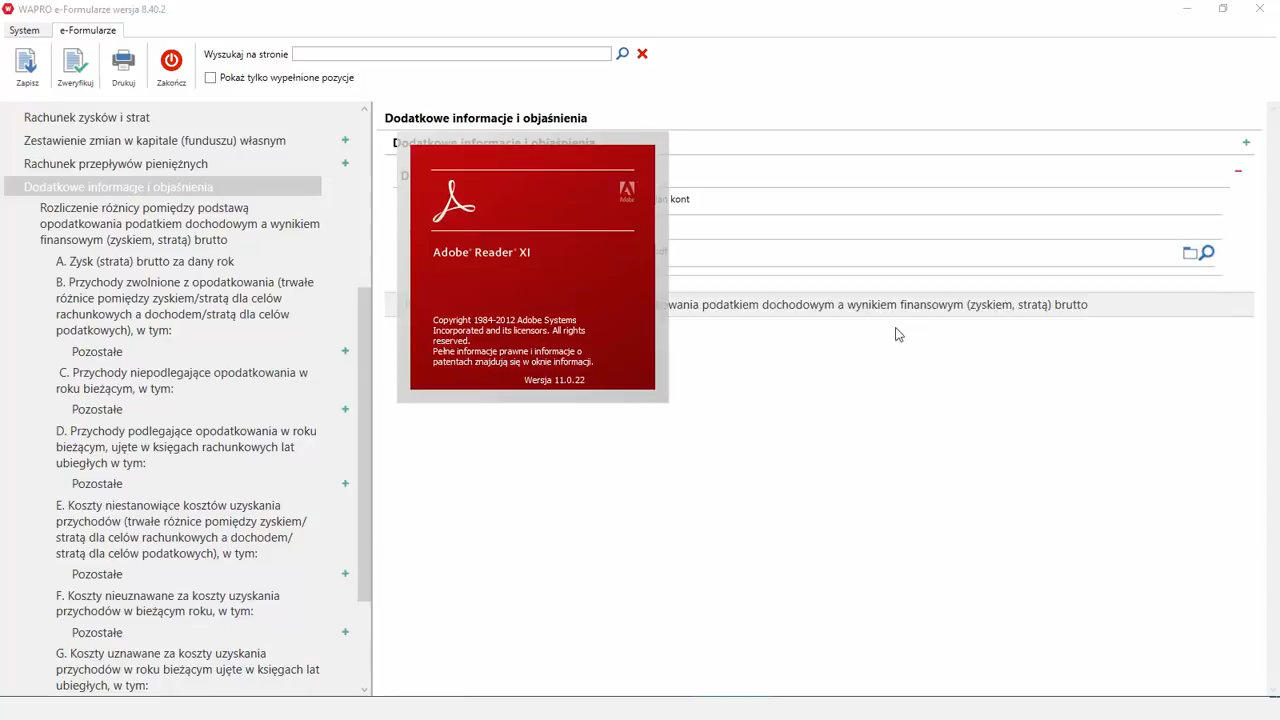 WAPRO e-Formularze wersja 8.40.2
System
e-Formularze
Zapisz
Zweryfikuj
Drukuj
Zakończ
Wyszukaj na stronie
Pokaż tylko wypełnione pozycje
Rachunek zysków i strat
Zestawienie zmian w kapitale (funduszu) własnym
Rachunek przepływów pieniężnych
Dodatkowe informacje i objaśnienia
Rozliczenie różnicy pomiędzy podstawą
opodatkowania podatkiem dochodowym a wynikiem
finansowym (zyskiem, stratą) brutto
A. Zysk (strata) brutto za dany rok
B. Przychody zwolnione z opodatkowania (trwałe
różnice pomiędzy zyskiem/stratą dla celów
rachunkowych a dochodem/stratą dla celów
podatkowych), w tym:
Pozostałe
C. Przychody niepodlegające opodatkowaniu w
roku bieżącym, w tym:
Pozostałe
D. Przychody podlegające opodatkowaniu w roku
bieżącym, ujęte w księgach rachunkowych lat
ubiegłych w tym:
Pozostałe
E. Koszty niestanowiące kosztów uzyskania
przychodów (trwałe różnice pomiędzy zyskiem/
stratą dla celów rachunkowych a dochodem/
stratą dla celów podatkowych), w tym:
Pozostałe
F. Koszty nieuznawane za koszty uzyskania
przychodów w bieżącym roku, w tym:
Pozostałe
G. Koszty uznawane za koszty uzyskania
przychodów w roku bieżącym ujęte w księgach lat
ubiegłych, w tym:
Dodatkowe informacje i objaśnienia
Dodatkowe informacje i objaśnienia
kont
pdf
podatkiem dochodowym a wynikiem finansowym (zyskiem, stratą) brutto
Adobe
Adobe® Reader® XI
Copyright 1984-2012 Adobe Systems
Incorporated and its licensors. All rights
reserved.
Pełne informacje prawne i informacje o
patentach znajdują się w oknie informacji.
Wersja 11.0.22